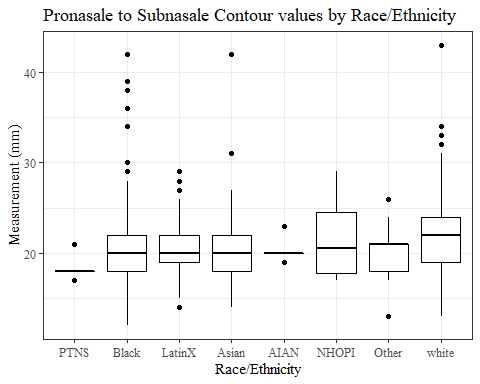 Pronasale to Subnasale Contour values by Race/Ethnicity
Measurement (mm)
40
30
20
PTNS Black LatinX Asian AIAN NHOPI Other white
Race/Ethnicity